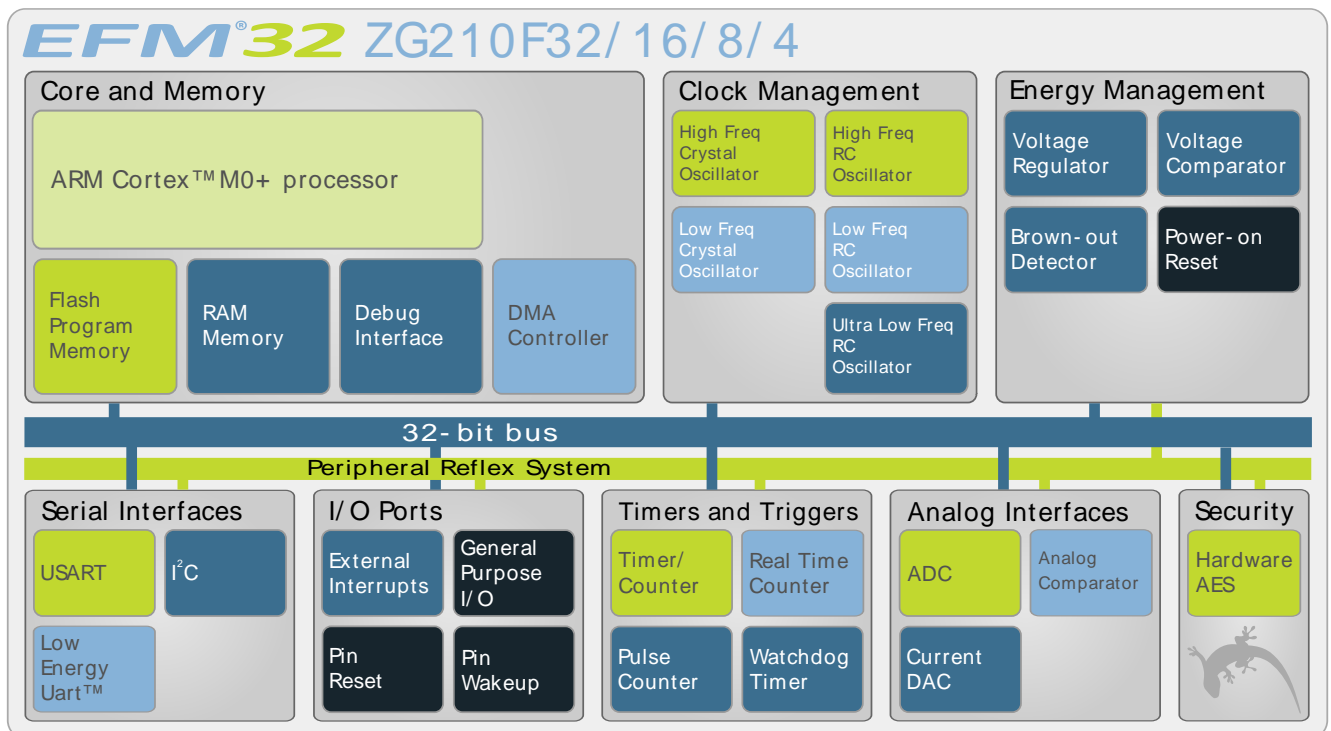 EFM®32 ZG210F32/16/8/4
Core and Memory
ARM Cortex™ M0+ processor
Flash
Program
Memory
RAM
Memory
Debug
Interface
DMA
Controller
Clock Management
High Freq
Crystal
Oscillator
High Freq
RC
Oscillator
Low Freq
Crystal
Oscillator
Low Freq
RC
Oscillator
Ultra Low Freq
RC
Oscillator
Energy Management
Voltage
Regulator
Voltage
Comparator
Brown-out
Detector
Power-on
Reset
32-bit bus
Peripheral Reflex System
Serial Interfaces
USART
I²C
Low
Energy
Uart™
I/O Ports
External
Interrupts
General
Purpose
I/O
Pin
Reset
Pin
Wakeup
Timers and Triggers
Timer/
Counter
Real Time
Counter
Pulse
Counter
Watchdog
Timer
Analog Interfaces
ADC
Analog
Comparator
Current
DAC
Security
Hardware
AES